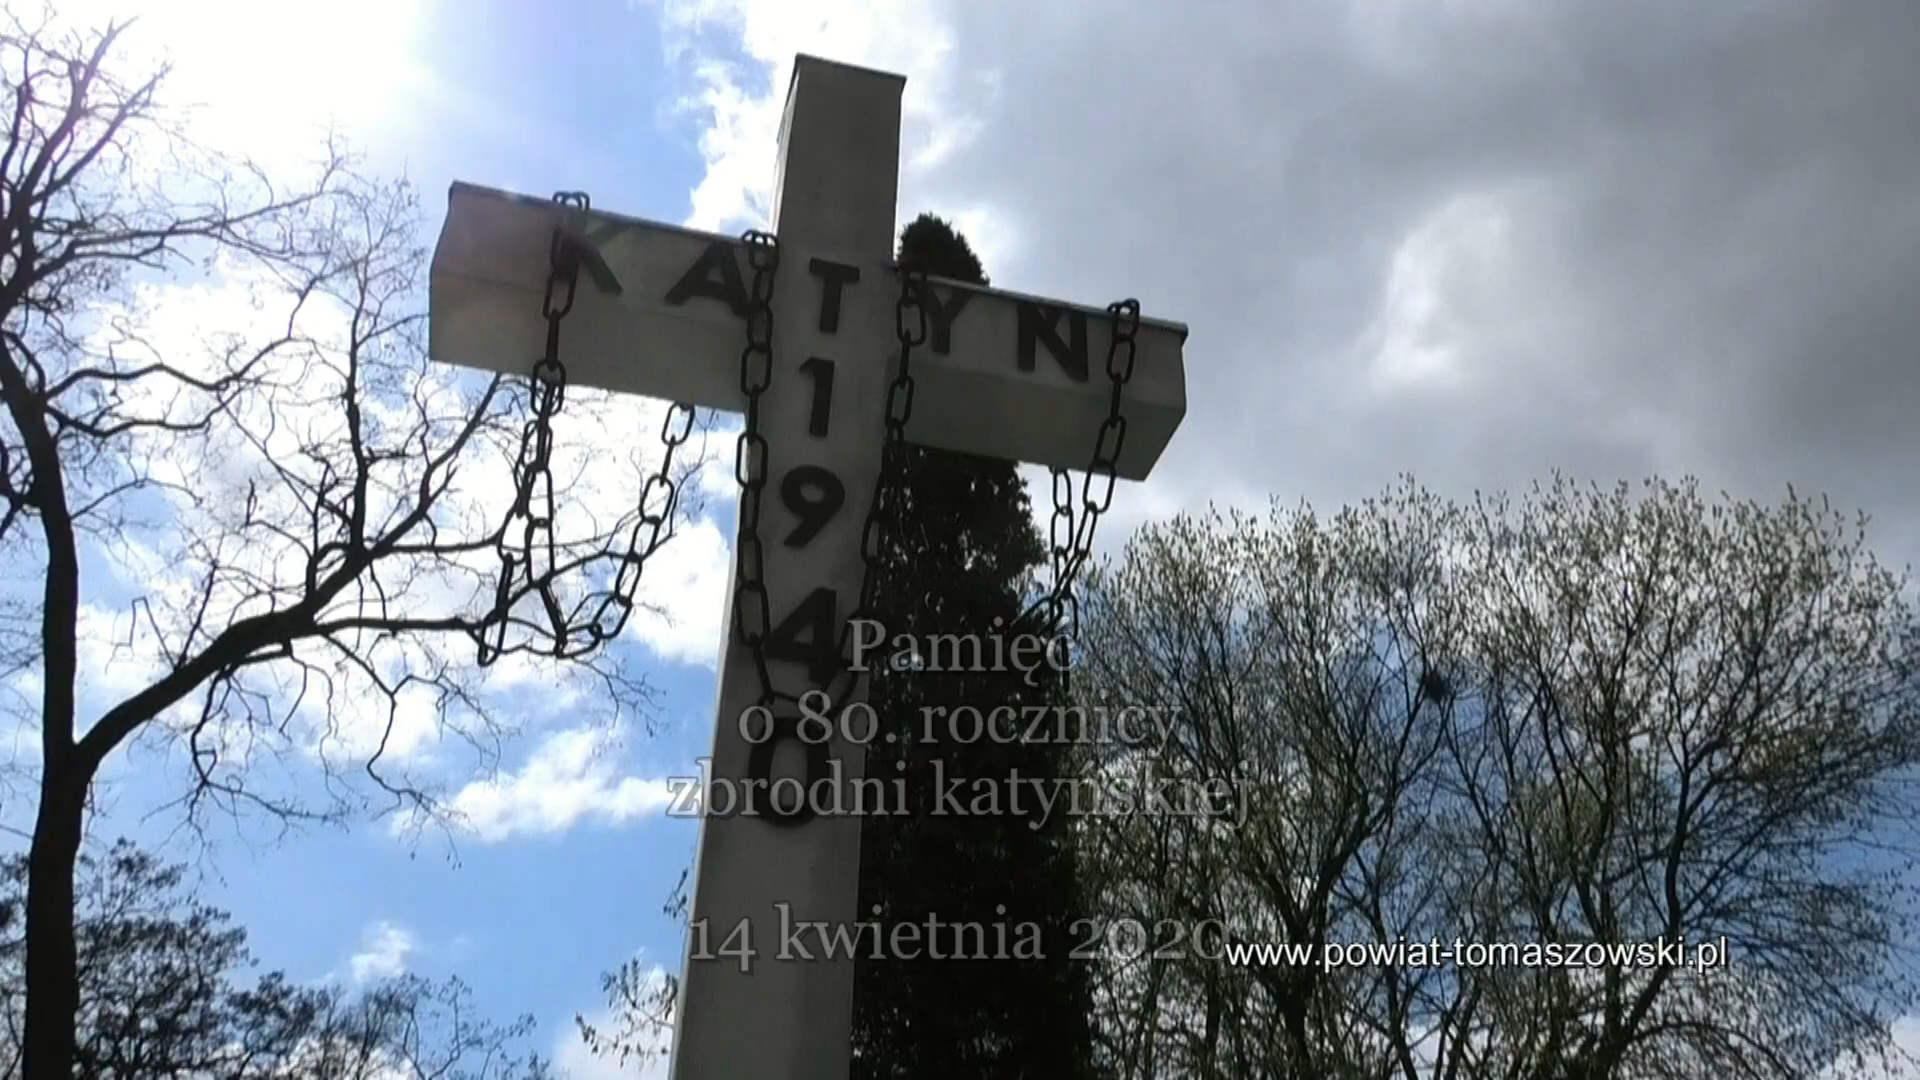 KATYŃ
1940
Pamięć
o 80. rocznicy
zbrodni katyńskiej
14 kwietnia 2020
www.powiat-tomaszowski.pl